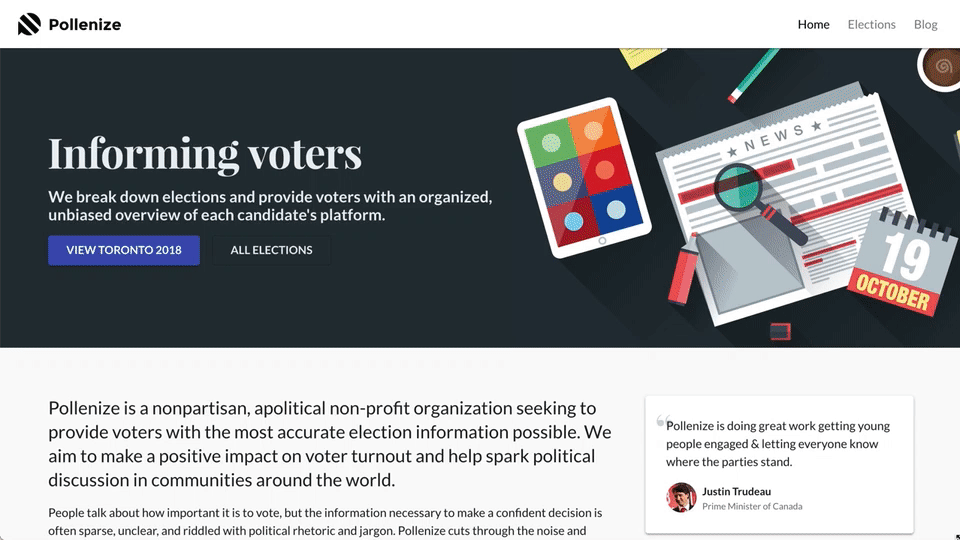 Pollenize
Home
Elections
Blog
Informing voters
We break down elections and provide voters with an organized,
unbiased overview of each candidate's platform.
VIEW TORONTO 2018
ALL ELECTIONS
★ NEWS ★
19
OCTOBER
Pollenize is a nonpartisan, apolitical non-profit organization seeking to
provide voters with the most accurate election information possible. We
aim to make a positive impact on voter turnout and help spark political
discussion in communities around the world.
People talk about how important it is to vote, but the information necessary to make a confident decision is
often sparse, unclear, and riddled with political rhetoric and jargon. Pollenize cuts through the noise and
“
Pollenize is doing great work getting young
people engaged & letting everyone know
where the parties stand.
Justin Trudeau
Prime Minister of Canada